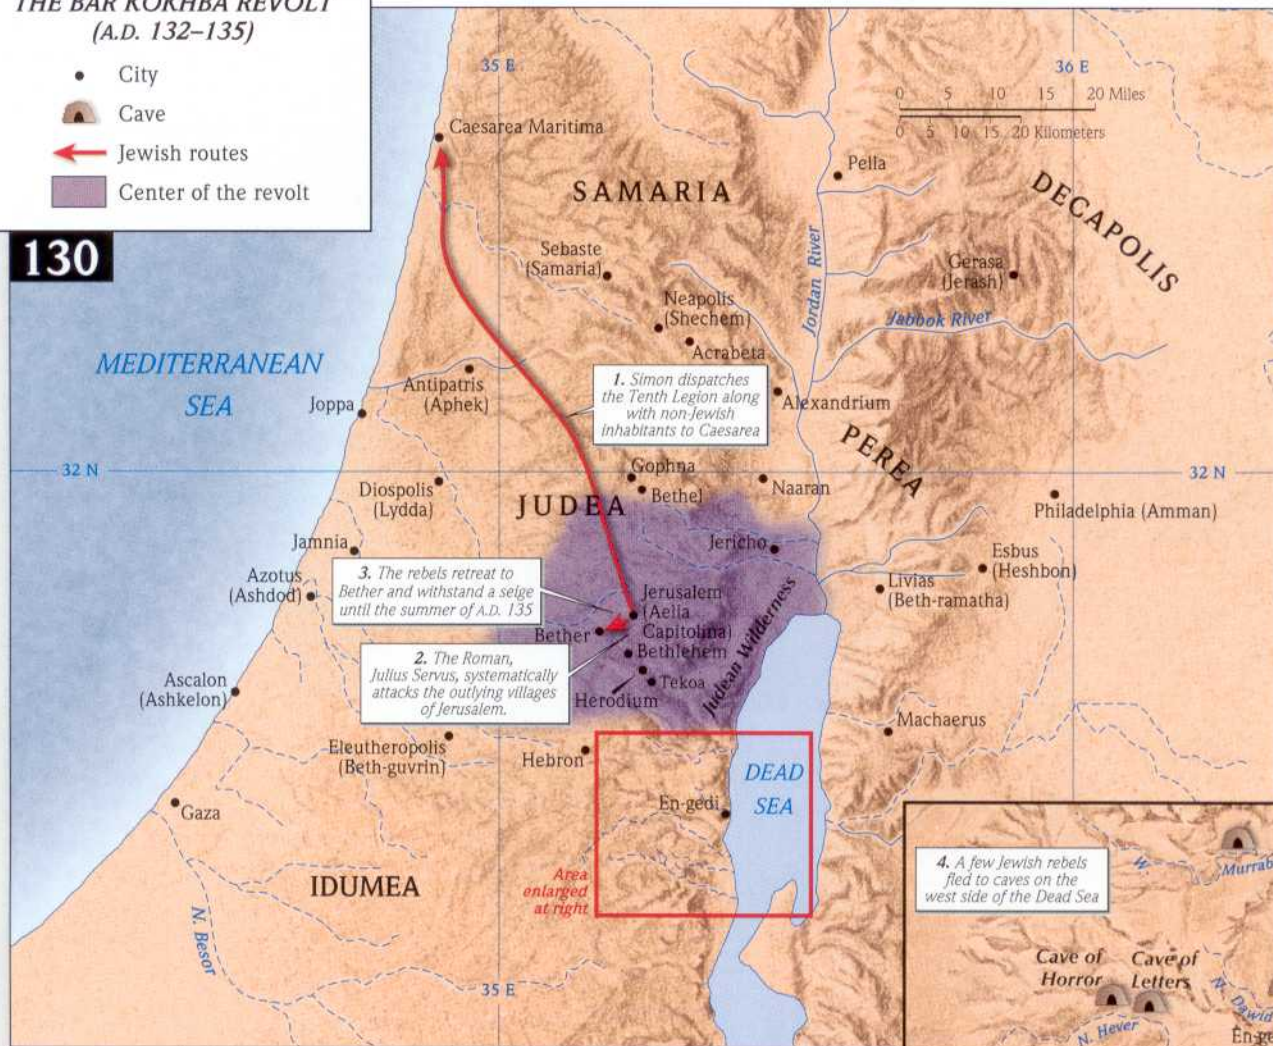 THE BAR KOKHBA REVOLT
(A.D. 132–135)
City
Cave
Jewish routes
Center of the revolt
130
35 E
36 E
0 5 10 15 20 Miles
0 5 10 15 20 Kilometers
Caesarea Maritima
Pella
SAMARIA
DECAPOLIS
Sebaste
(Samaria)
Gerasa
(Jerash)
Neapolis
(Shechem)
Jordan River
Jabbok River
Acrabeta
MEDITERRANEAN
SEA
Antipatris
(Aphek)
Joppa
1. Simon dispatches
the Tenth Legion along
with non-Jewish
inhabitants to Caesarea
Alexandrium
PEREA
32 N
32 N
Gophna
Bethel
Naaran
Diospolis
(Lydda)
JUDEA
Philadelphia (Amman)
Jamnia
Jericho
Esbus
(Heshbon)
Azotus
(Ashdod)
3. The rebels retreat to
Bether and withstand a seige
until the summer of A.D. 135
Jerusalem
(Aelia
Capitolina)
Livias
(Beth-ramatha)
Bether
Bethlehem
Judean Wilderness
2. The Roman,
Julius Servus, systematically
attacks the outlying villages
of Jerusalem.
Tekoa
Herodium
Ascalon
(Ashkelon)
Machaerus
Eleutheropolis
(Beth-guvrin)
Hebron
DEAD
SEA
En-gedi
Gaza
Area
enlarged
at right
IDUMEA
N. Besor
35 E
4. A few Jewish rebels
fled to caves on the
west side of the Dead Sea
W.
Murrab
Cave of
Horror
Cave of
Letters
N. Hever
N. Dawid
En-ge